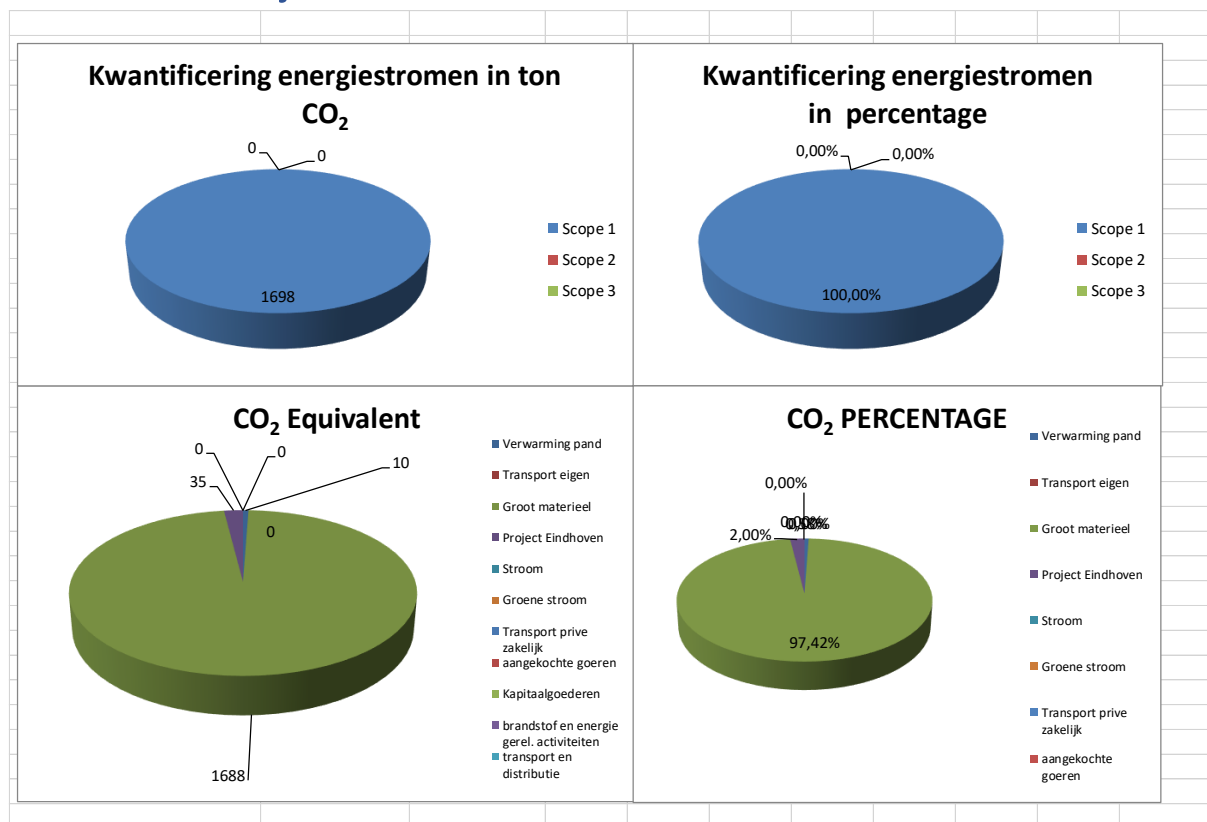 Kwantificering energiestromen in ton
CO₂
0
0
1698
Scope 1
Scope 2
Scope 3
Kwantificering energiestromen
in percentage
0,00%
0,00%
100,00%
Scope 1
Scope 2
Scope 3
CO₂ Equivalent
0
0
10
35
0
1688
Verwarming pand
Transport eigen
Groot materieel
Project Eindhoven
Stroom
Groene stroom
Transport prive
zakelijk
aangekochte goeren
Kapitaalgoederen
brandstof en energie
gerel. activiteiten
transport en
distributie
CO₂ PERCENTAGE
0,00%
2,00%
97,42%
Verwarming pand
Transport eigen
Groot materieel
Project Eindhoven
Stroom
Groene stroom
Transport prive
zakelijk
aangekochte
goeren